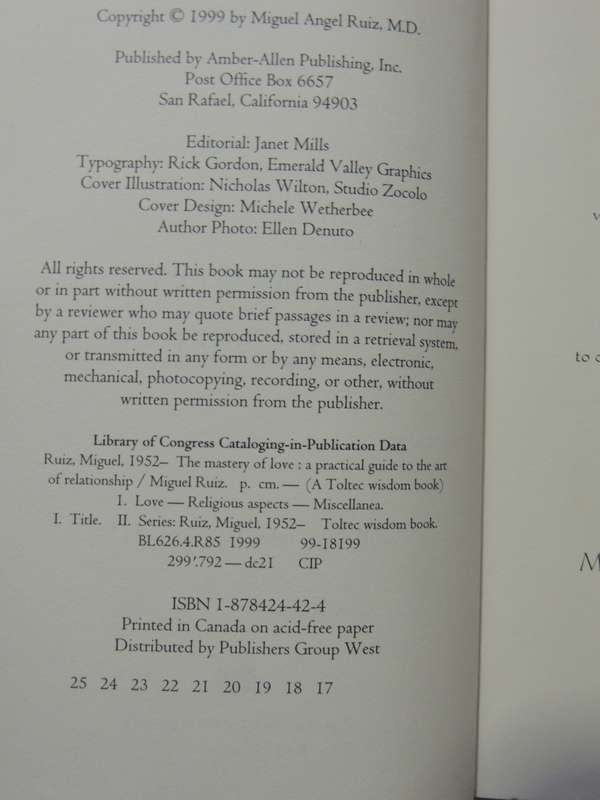 Copyright © 1999 by Miguel Angel Ruiz, M.D.
Published by Amber-Allen Publishing, Inc.
Post Office Box 6657
San Rafael, California 94903
Editorial: Janet Mills
Typography: Rick Gordon, Emerald Valley Graphics
Cover Illustration: Nicholas Wilton, Studio Zocolo
Cover Design: Michele Wetherbee
Author Photo: Ellen Denuto
All rights reserved. This book may not be reproduced in whole
or in part without written permission from the publisher, except
by a reviewer who may quote brief passages in a review; nor may
any part of this book be reproduced, stored in a retrieval system,
or transmitted in any form or by any means, electronic,
mechanical, photocopying, recording, or other, without
written permission from the publisher.
Library of Congress Cataloging-in-Publication Data
Ruiz, Miguel, 1952– The mastery of love : a practical guide to the art
of relationship / Miguel Ruiz. p. cm. — (A Toltec wisdom book)
1. Love — Religious aspects — Miscellanea.
I. Title. II. Series: Ruiz, Miguel, 1952– Toltec wisdom book.
BL626.4.R85 1999 99-18199
299'.792 — dc21 CIP
ISBN 1-878424-42-4
Printed in Canada on acid-free paper
Distributed by Publishers Group West
25 24 23 22 21 20 19 18 17
to
M